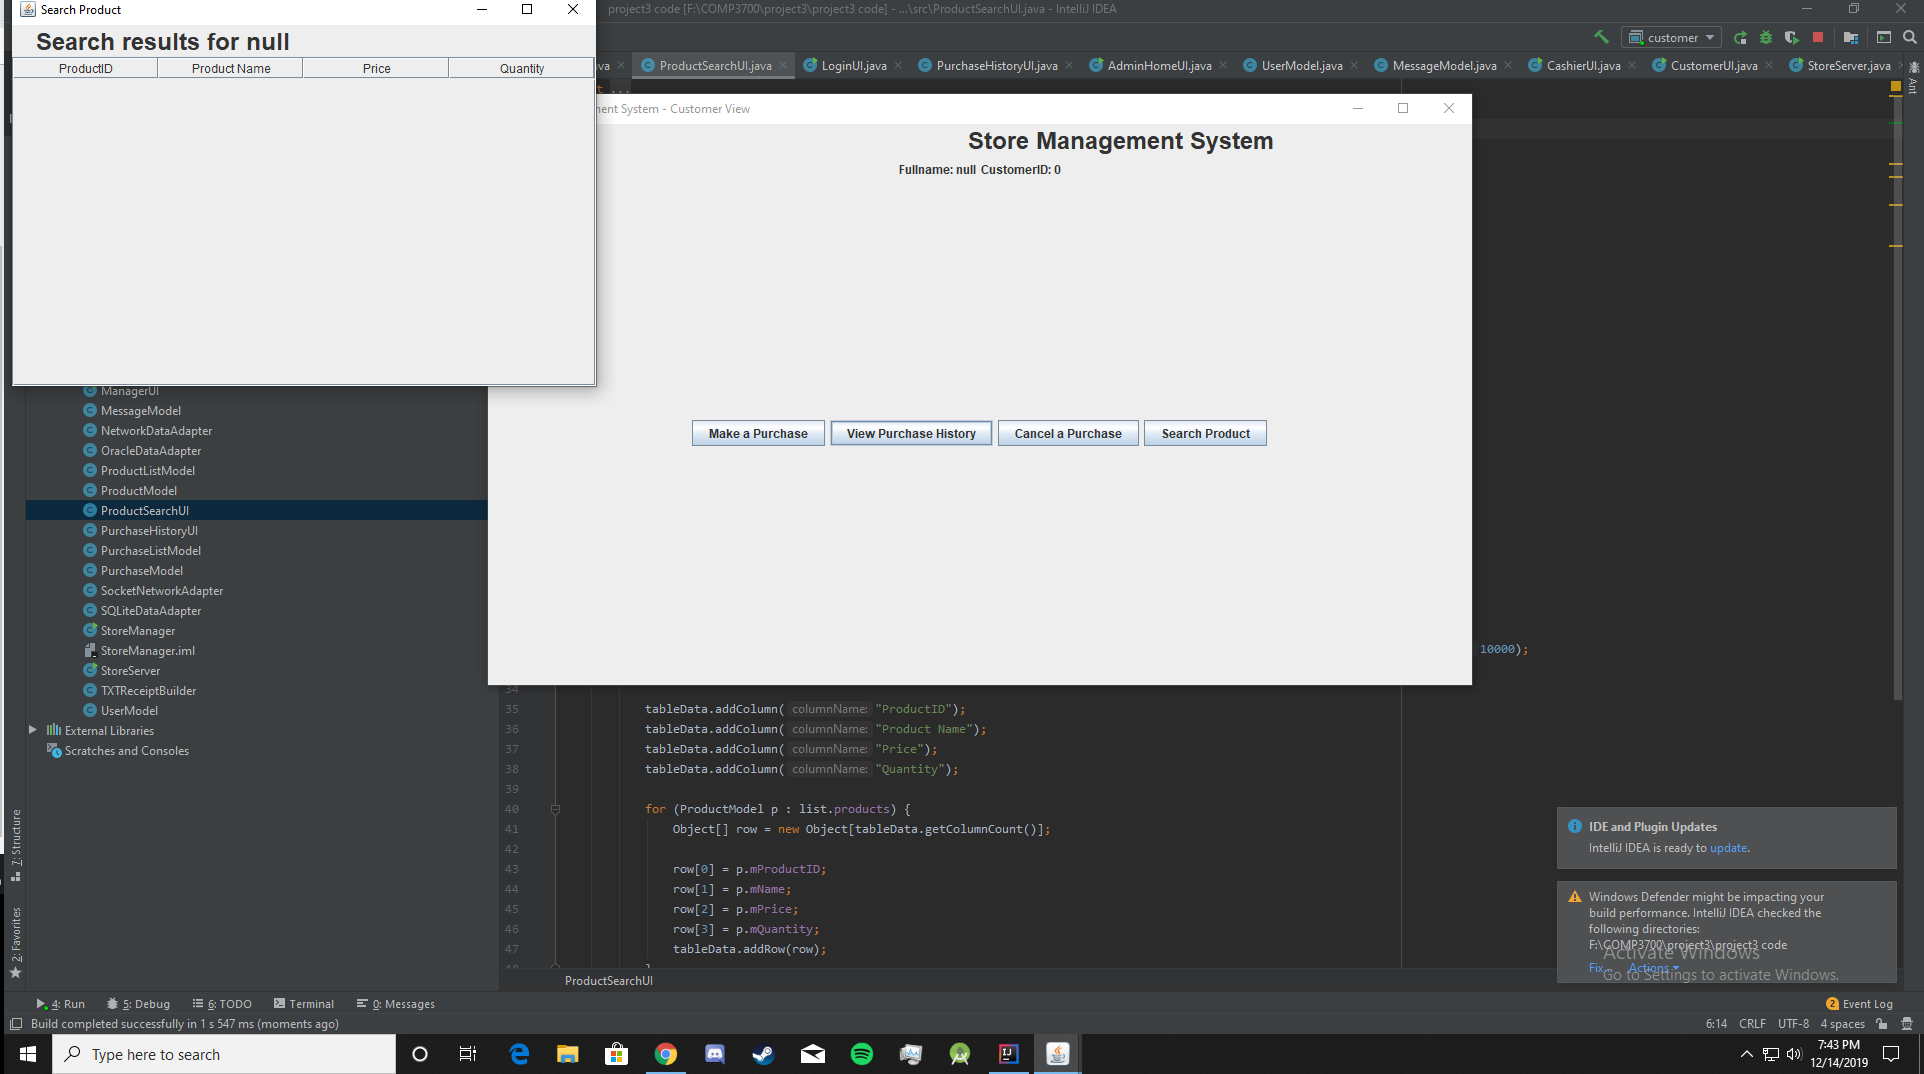 Search Product
project3 code [F:\COMP3700\project3\project3 code] - ...\src\ProductSearchUI.java - IntelliJ IDEA
Search results for null
customer
ProductID Product Name Price Quantity
ProductSearchUI.java LoginUI.java PurchaseHistoryUI.java AdminHomeUI.java UserModel.java MessageModel.java CashierUI.java CustomerUI.java StoreServer.java
Ant
ment System - Customer View
Store Management System
Fullname: null CustomerID: 0
Make a Purchase View Purchase History Cancel a Purchase Search Product
ManagerUI
MessageModel
NetworkDataAdapter
OracleDataAdapter
ProductListModel
ProductModel
ProductSearchUI
PurchaseHistoryUI
PurchaseListModel
PurchaseModel
SocketNetworkAdapter
SQLiteDataAdapter
StoreManager
StoreManager.iml
StoreServer
TXTReceiptBuilder
UserModel
External Libraries
Scratches and Consoles
10000);
34
35 tableData.addColumn( columnName: "ProductID");
36 tableData.addColumn( columnName: "Product Name");
37 tableData.addColumn( columnName: "Price");
38 tableData.addColumn( columnName: "Quantity");
39
40 for (ProductModel p : list.products) {
41 Object[] row = new Object[tableData.getColumnCount()];
42
43 row[0] = p.mProductID;
44 row[1] = p.mName;
45 row[2] = p.mPrice;
46 row[3] = p.mQuantity;
47 tableData.addRow(row);
ProductSearchUI
7: Structure
2: Favorites
IDE and Plugin Updates
IntelliJ IDEA is ready to update.
Windows Defender might be impacting your
build performance. IntelliJ IDEA checked the
following directories:
F:\COMP3700\project3\project3 code
Fix... Actions
Activate Windows
Go to Settings to activate Windows.
4: Run 5: Debug 6: TODO Terminal 0: Messages
2 Event Log
Build completed successfully in 1 s 547 ms (moments ago)
6:14 CRLF UTF-8 4 spaces
Type here to search
7:43 PM
12/14/2019